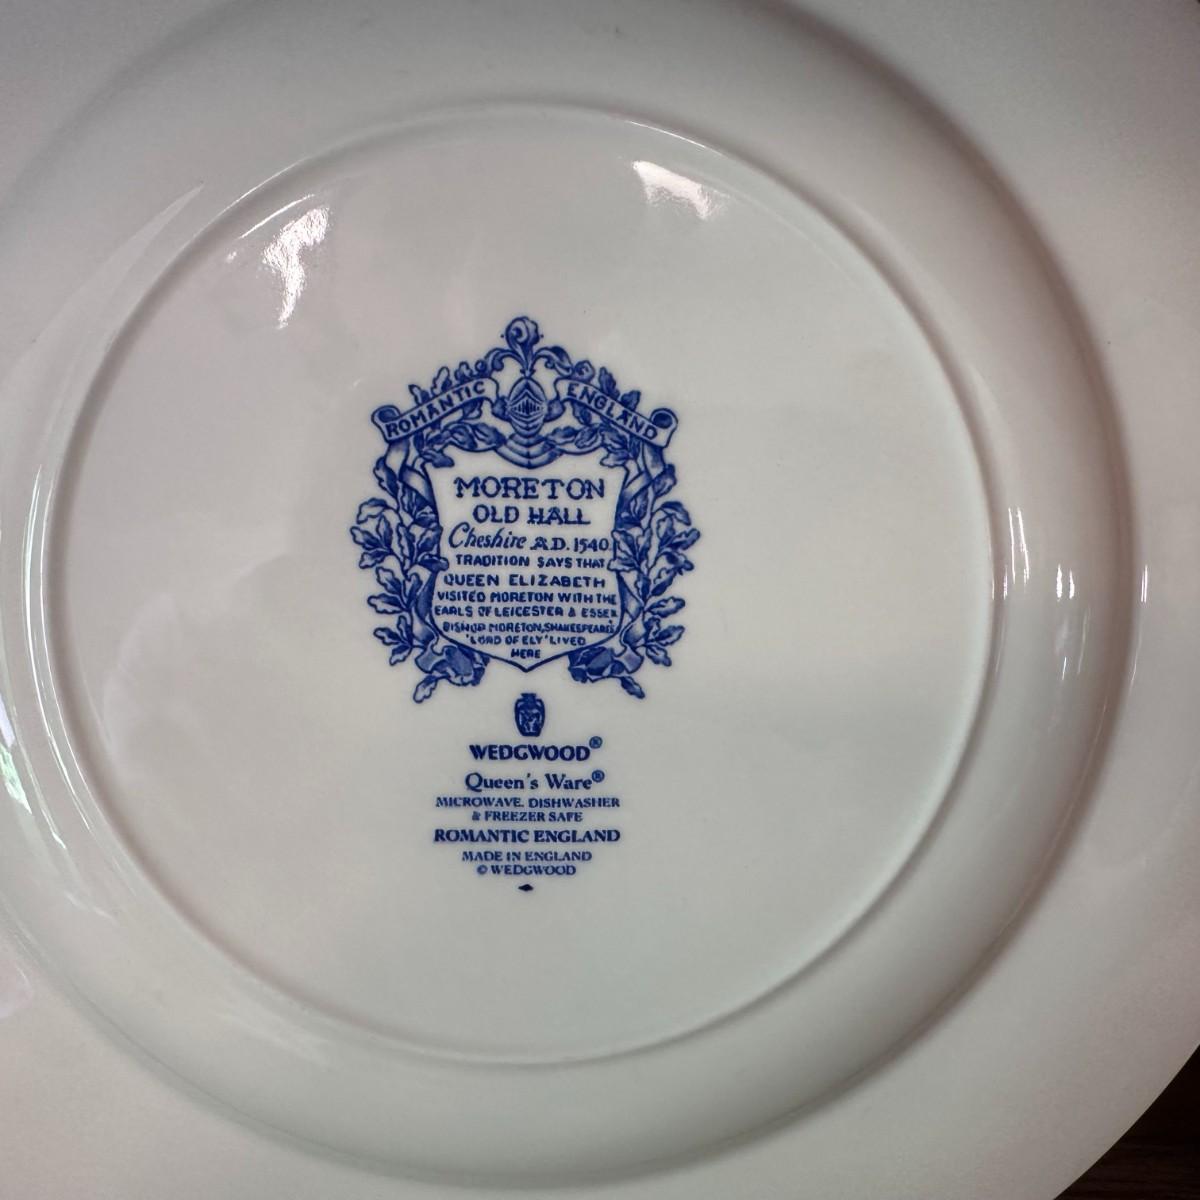 ROMANTIC ENGLAND
MORETON
OLD HALL
Cheshire A.D. 1540.
TRADITION SAYS THAT
QUEEN ELIZABETH
VISITED MORETON WITH THE
EARLS OF LEICESTER & ESSEX
BISHOP MORETON, SHAKESPEARE'S
'LORD OF ELY' LIVED
HERE
WEDGWOOD®
Queen's Ware®
MICROWAVE, DISHWASHER
& FREEZER SAFE
ROMANTIC ENGLAND
MADE IN ENGLAND
© WEDGWOOD